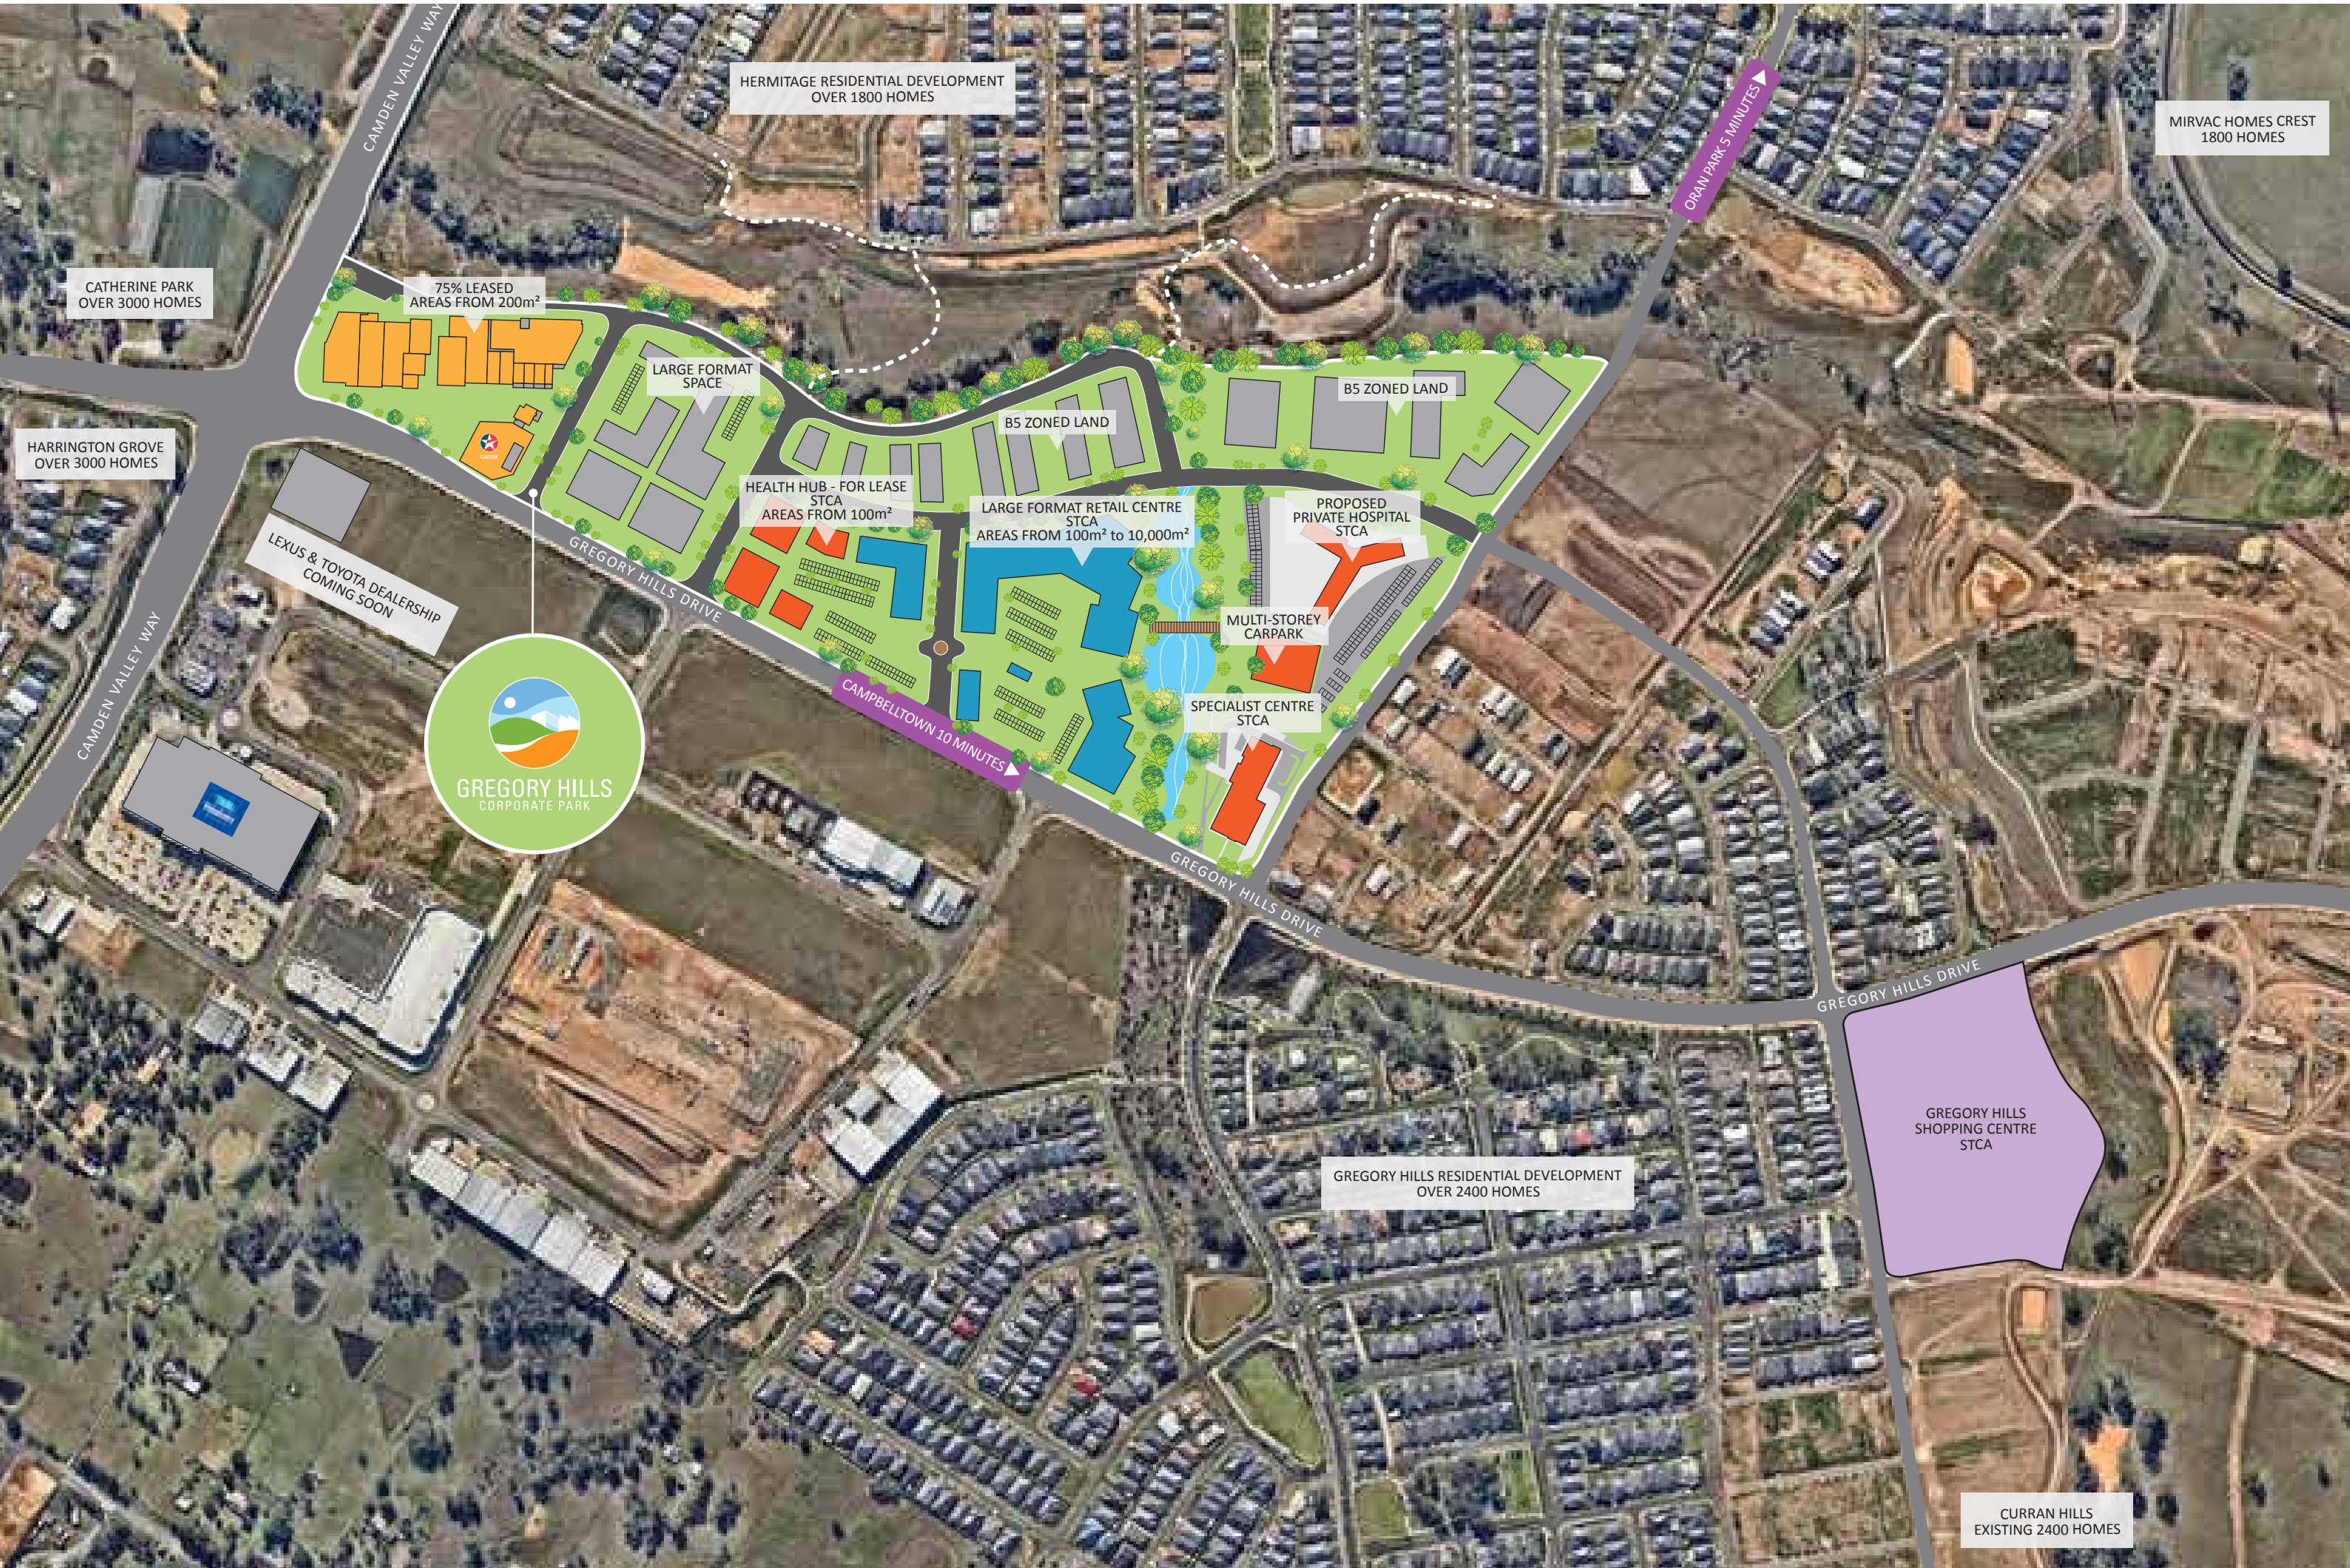 CAMDEN VALLEY WAY
HERMITAGE RESIDENTIAL DEVELOPMENT
OVER 1800 HOMES
ORAN PARK 5 MINUTES
MIRVAC HOMES CREST
1800 HOMES
CATHERINE PARK
OVER 3000 HOMES
75% LEASED
AREAS FROM 200m²
LARGE FORMAT
SPACE
B5 ZONED LAND
B5 ZONED LAND
HARRINGTON GROVE
OVER 3000 HOMES
CALTEX
HEALTH HUB - FOR LEASE
STCA
AREAS FROM 100m²
LARGE FORMAT RETAIL CENTRE
STCA
AREAS FROM 100m² to 10,000m²
PROPOSED
PRIVATE HOSPITAL
STCA
LEXUS & TOYOTA DEALERSHIP
COMING SOON
GREGORY HILLS DRIVE
MULTI-STOREY
CARPARK
CAMDEN VALLEY WAY
CAMPBELLTOWN 10 MINUTES
SPECIALIST CENTRE
STCA
GREGORY HILLS
CORPORATE PARK
GREGORY HILLS DRIVE
GREGORY HILLS DRIVE
GREGORY HILLS
SHOPPING CENTRE
STCA
GREGORY HILLS RESIDENTIAL DEVELOPMENT
OVER 2400 HOMES
CURRAN HILLS
EXISTING 2400 HOMES